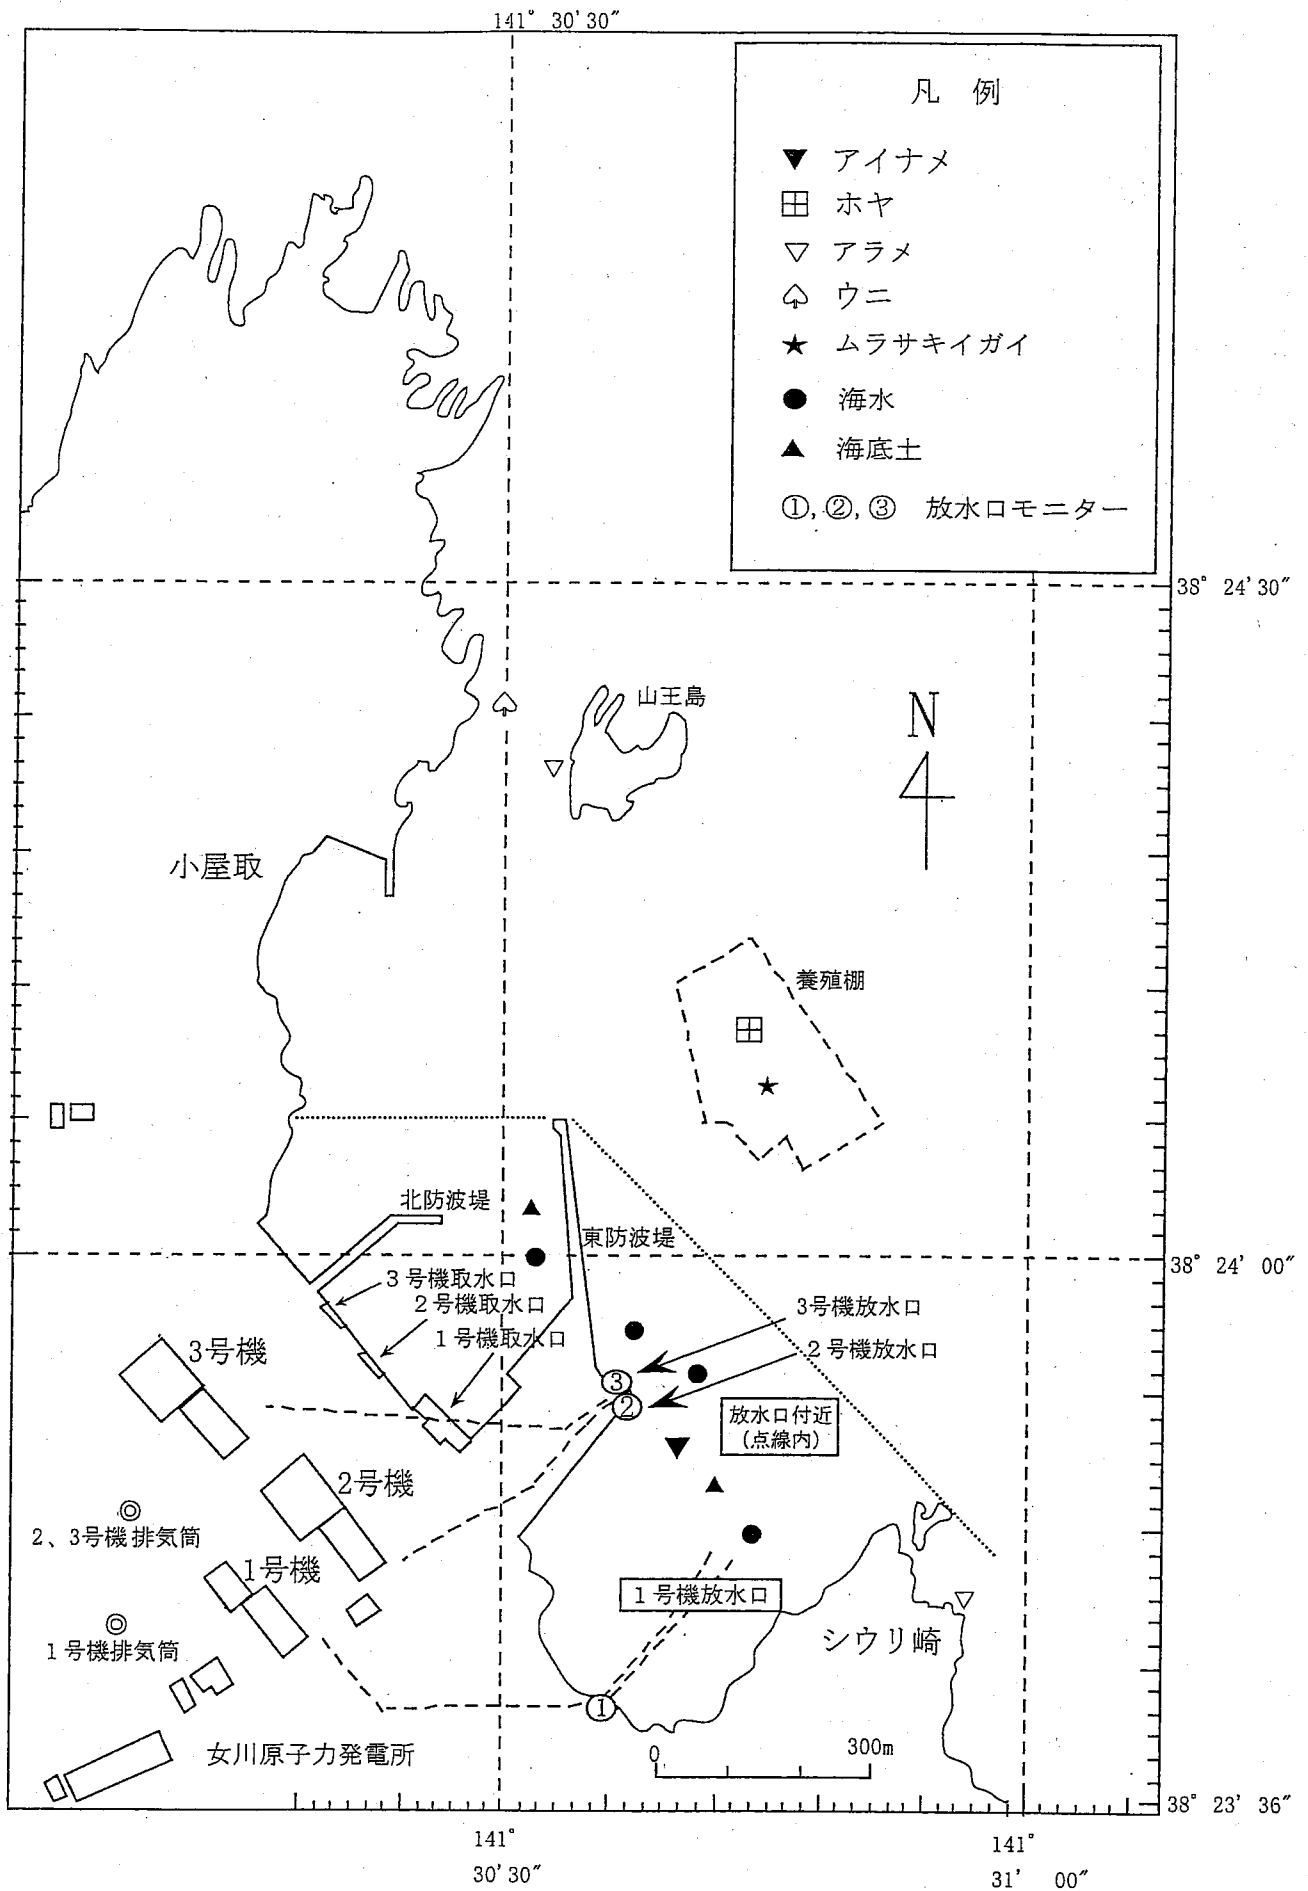 141° 30′30″
凡 例
アイナメ
ホヤ
アラメ
ウニ
ムラサキイガイ
海水
海底土
①,②,③ 放水口モニター
38° 24′30″
山王島
N
小屋取
養殖棚
北防波堤
東防波堤
38° 24′00″
3号機取水口
2号機取水口
1号機取水口
3号機放水口
2号機放水口
3号機
③
②
放水口付近
(点線内)
2号機
2、3号機排気筒
1号機
1号機放水口
1号機排気筒
シウリ崎
①
女川原子力発電所
0 300m
38° 23′36″
141°
30′30″
141°
31′ 00″